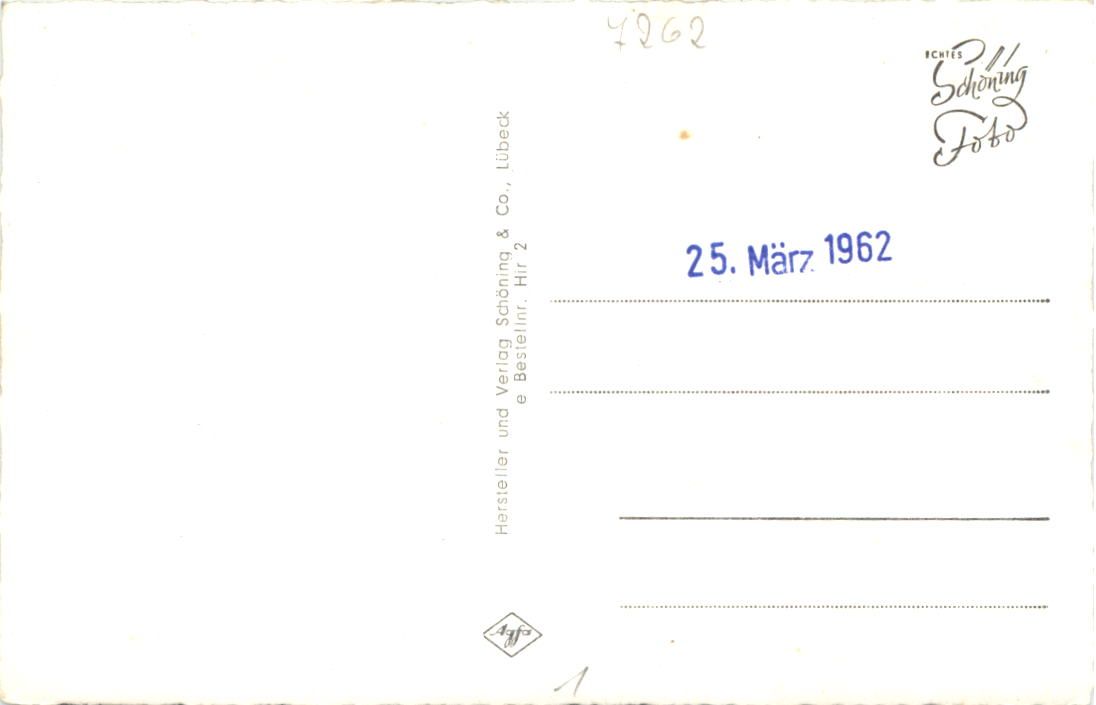 7262
ECHTES
Schöning
Foto
25. März 1962
Hersteller und Verlag Schöning & Co., Lübeck
e Bestellnr. Hir 2
Agfa
1